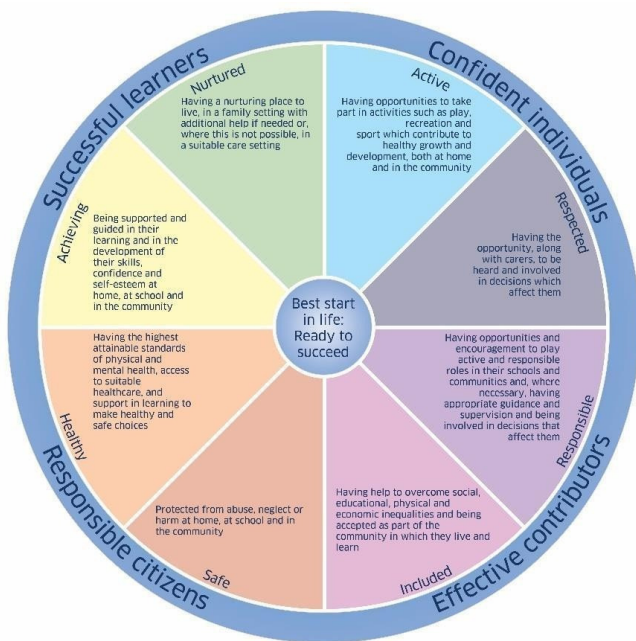 Successful learners
Confident individuals
Nurtured
Having a nurturing place to
live, in a family setting with
additional help if needed or,
where this is not possible, in
a suitable care setting
Active
Having opportunities to take
part in activities such as play,
recreation and
sport which contribute to
healthy growth and
development, both at home
and in the community
Achieving
Being supported and
guided in their
learning and in the
development of
their skills,
confidence and
self-esteem at
home, at school and
in the community
Respected
Having the
opportunity, along
with carers, to be
heard and involved
in decisions which
affect them
Best start
in life:
Ready to
succeed
Healthy
Having the highest
attainable standards
of physical and
mental health, access
to suitable
healthcare, and
support in learning to
make healthy and
safe choices
Responsible
Having opportunities and
encouragement to play
active and responsible
roles in their schools and
communities and, where
necessary, having
appropriate guidance and
supervision and being
involved in decisions that
affect them
Protected from abuse, neglect or
harm at home, at school and in
the community
Safe
Having help to overcome social,
educational, physical and
economic inequalities and being
accepted as part of the
community in which they live and
learn
Included
Responsible citizens
Effective contributors